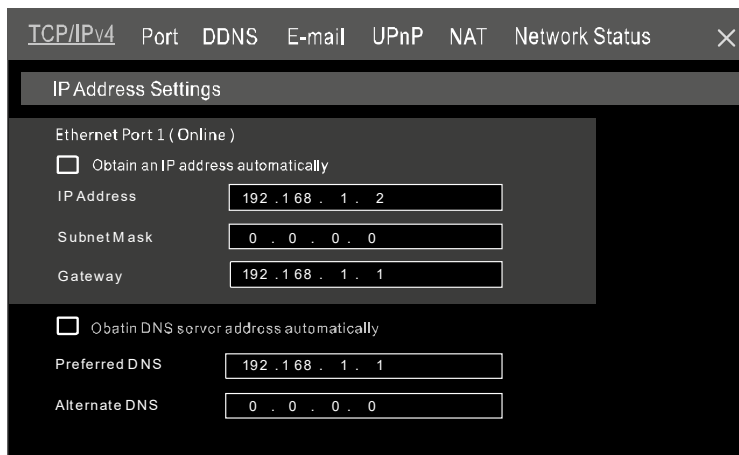 TCP/IPv4 Port DDNS E-mail UPnP NAT Network Status
IP Address Settings
Ethernet Port 1 ( Online )
Obtain an IP address automatically
IP Address 192 . 168 . 1 . 2
Subnet Mask 0 . 0 . 0 . 0
Gateway 192 . 168 . 1 . 1
Obatin DNS server address automatically
Preferred DNS 192 . 168 . 1 . 1
Alternate DNS 0 . 0 . 0 . 0